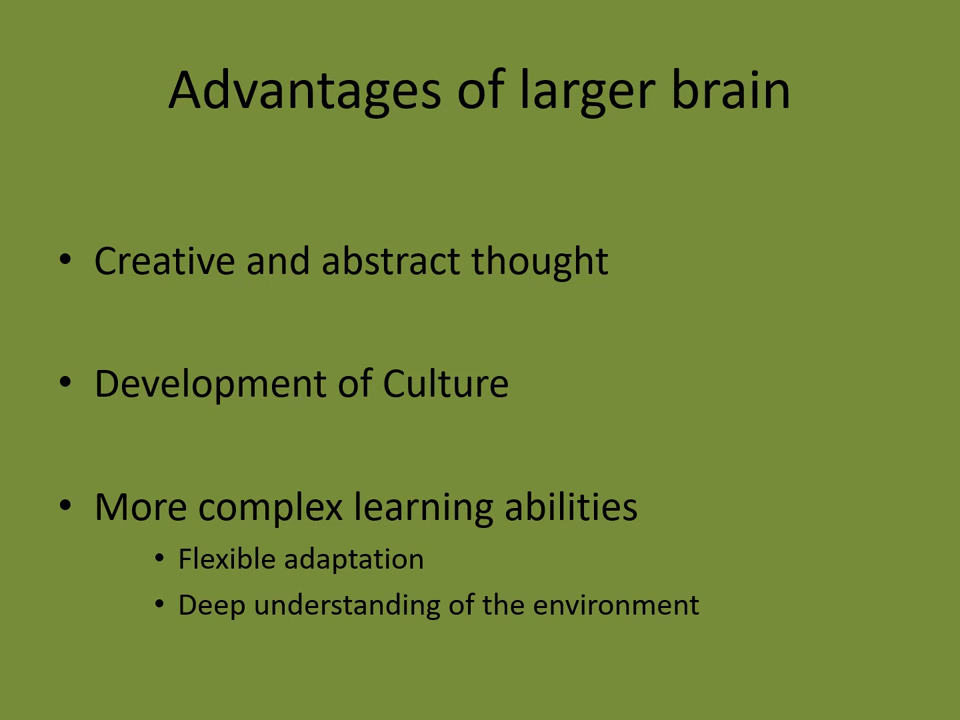 Advantages of larger brain
• Creative and abstract thought
• Development of Culture
• More complex learning abilities
• Flexible adaptation
• Deep understanding of the environment